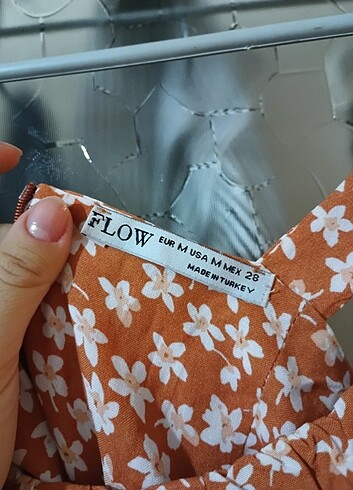 FLOW EUR M USA M MEX 28
MADE IN TURKEY